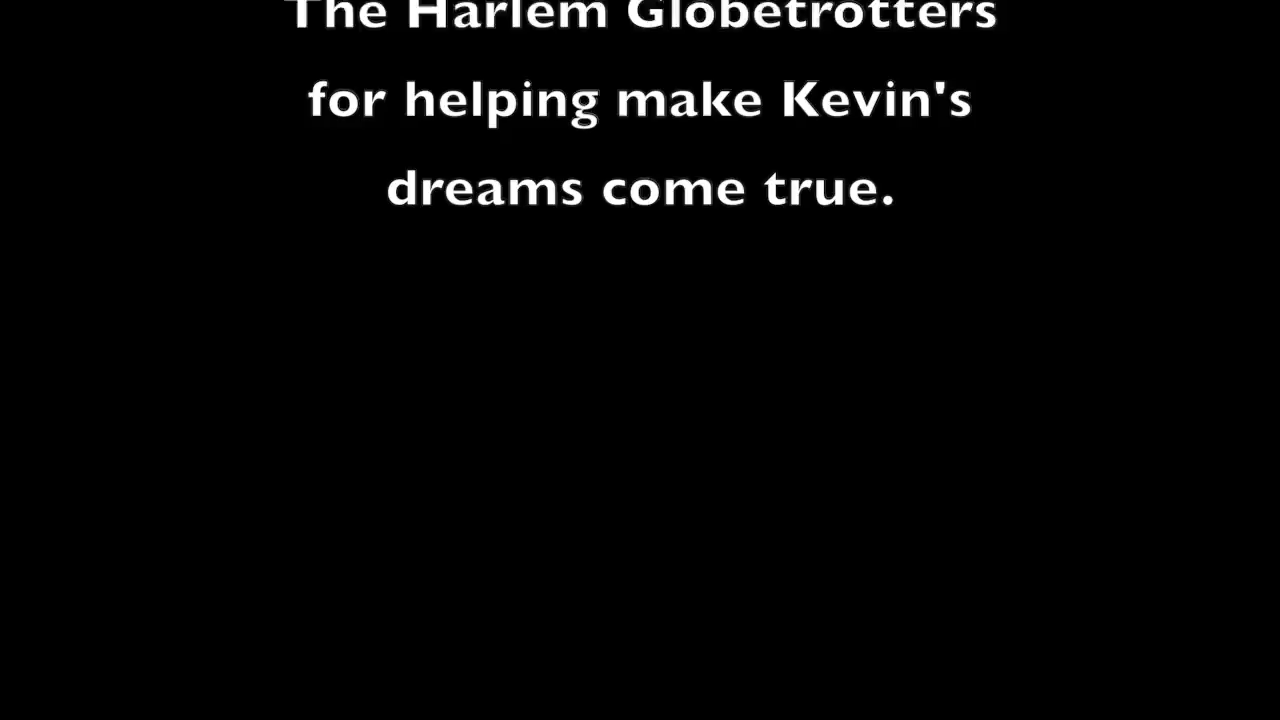 The Harlem Globetrotters
for helping make Kevin's
dreams come true.